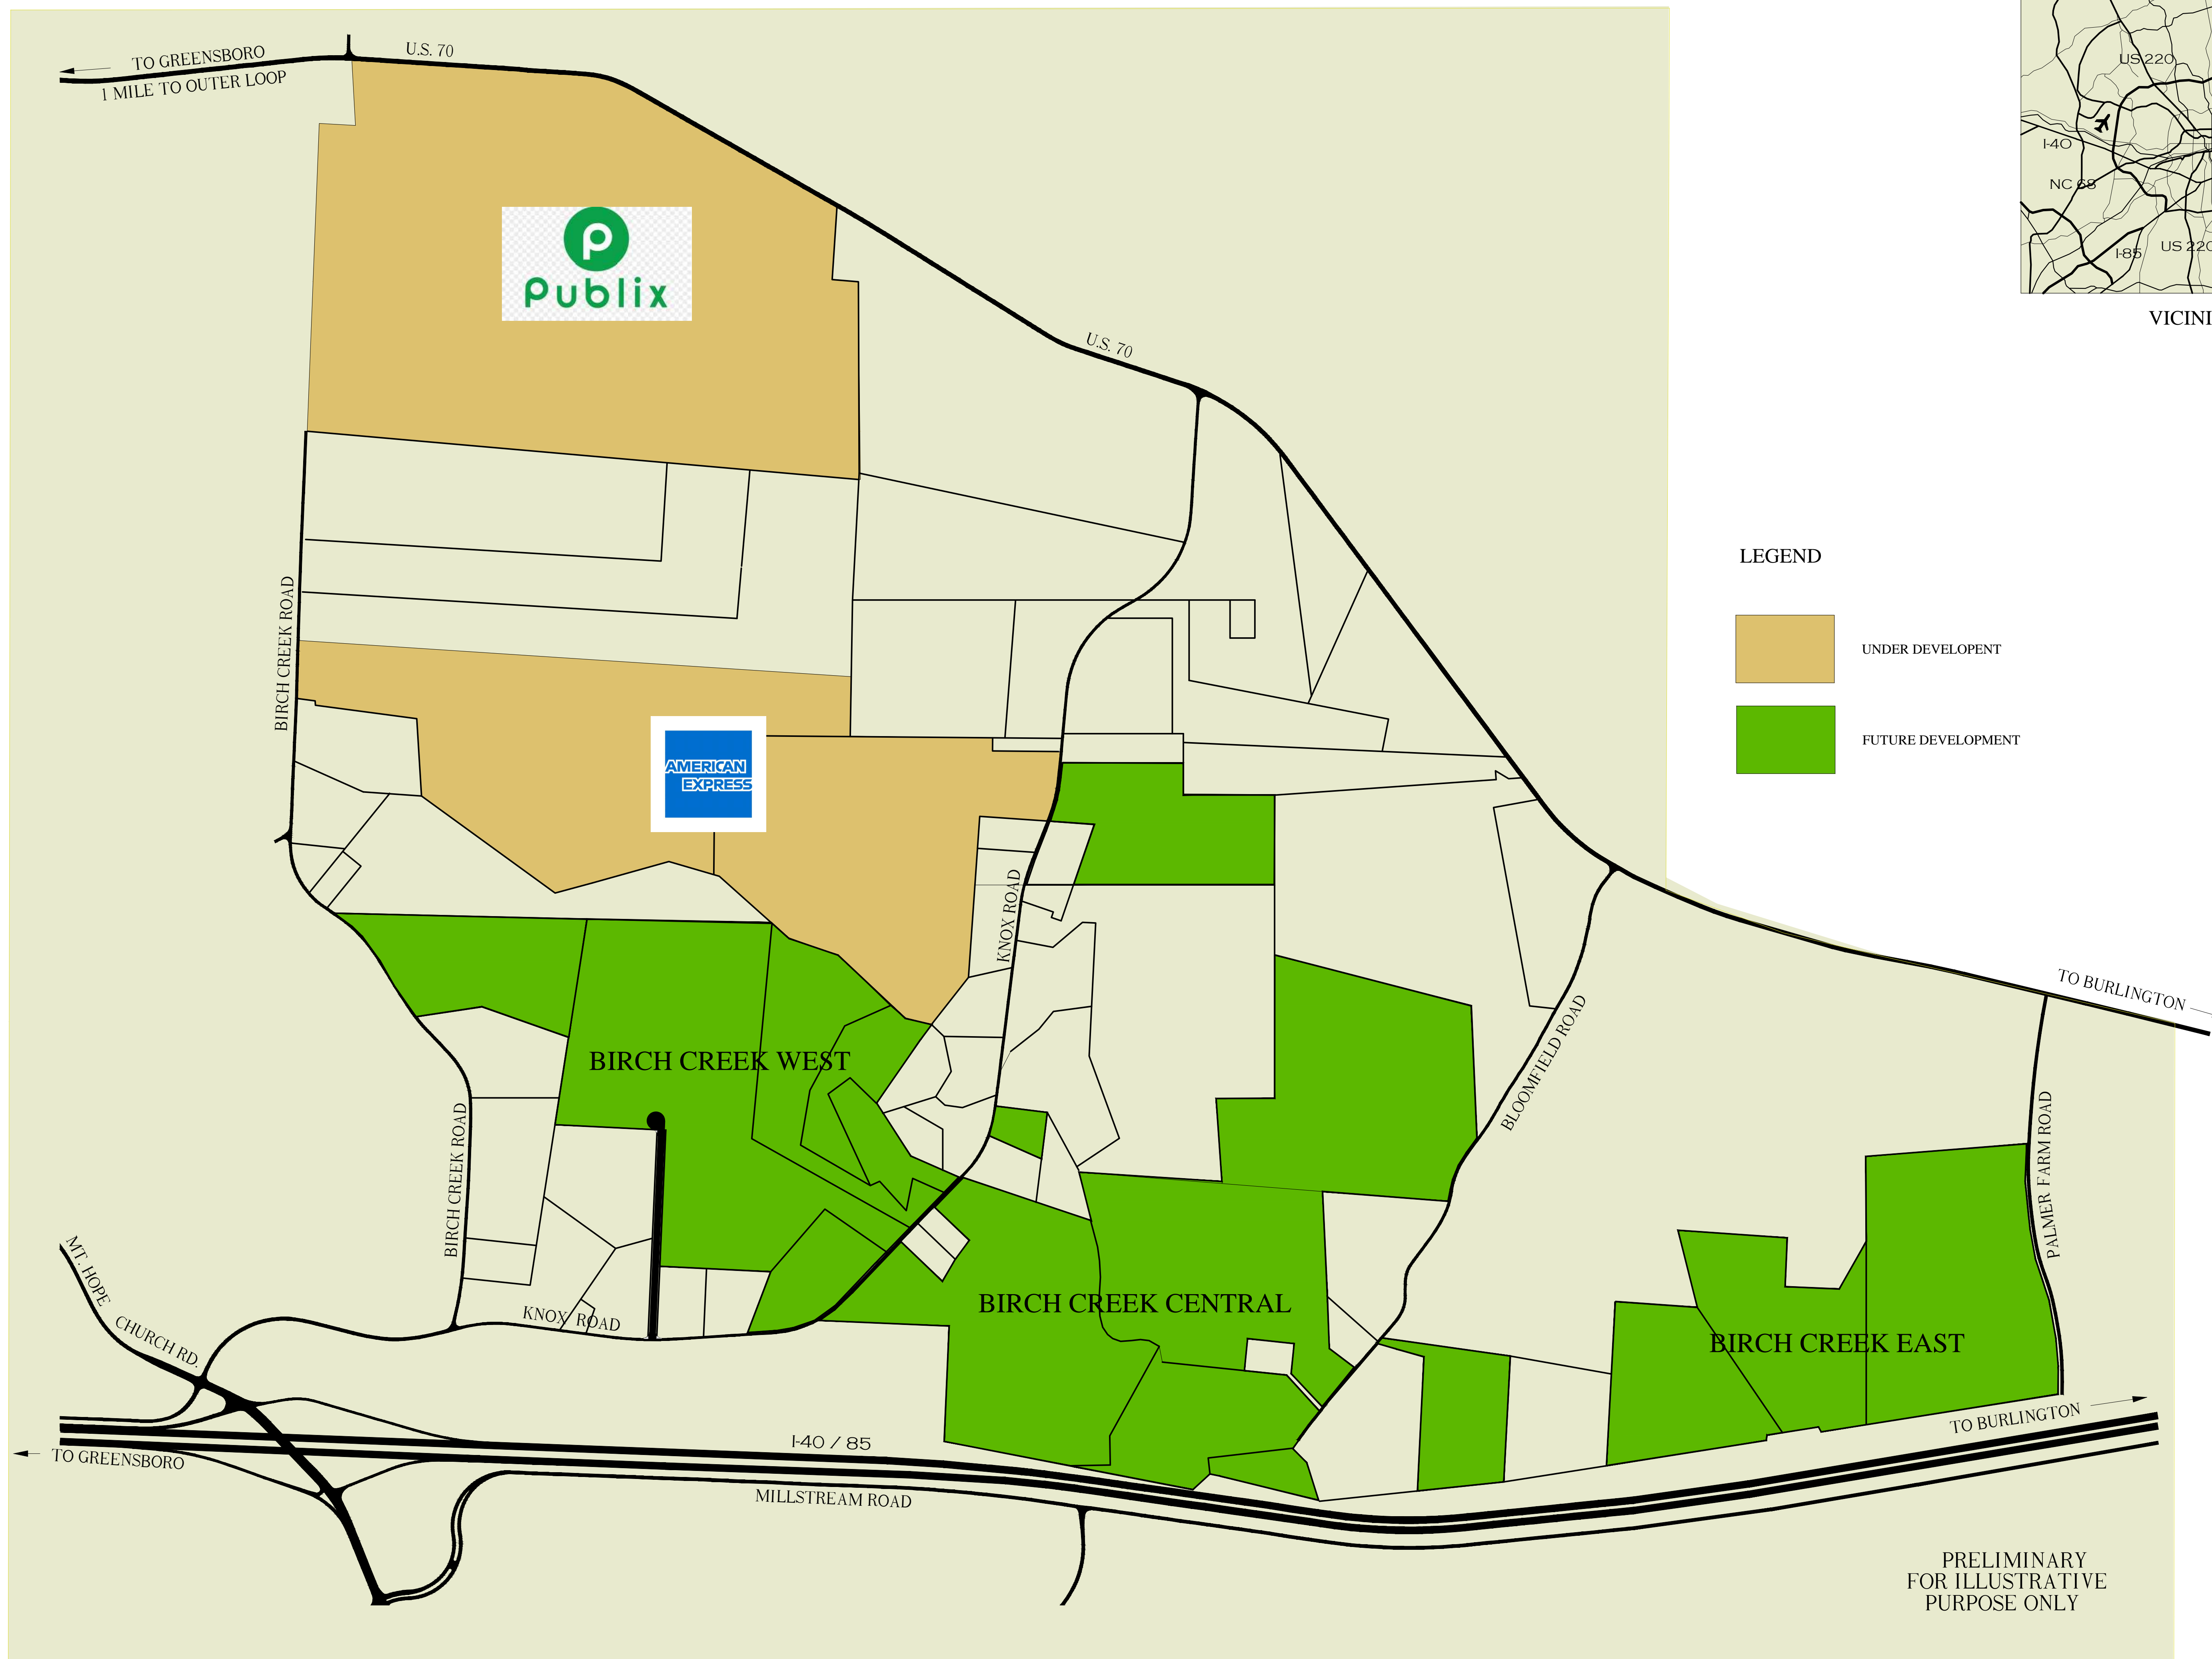 TO GREENSBORO
1 MILE TO OUTER LOOP
U.S. 70
US 220
I-40
NC 68
I-85
US 220
VICINI
Publix
U.S. 70
LEGEND
UNDER DEVELOPENT
FUTURE DEVELOPMENT
BIRCH CREEK ROAD
AMERICAN
EXPRESS
KNOX ROAD
TO BURLINGTON
BLOOMFIELD ROAD
BIRCH CREEK WEST
BIRCH CREEK ROAD
PALMER FARM ROAD
MT. HOPE
CHURCH RD.
KNOX ROAD
BIRCH CREEK CENTRAL
BIRCH CREEK EAST
TO BURLINGTON
I-40 / 85
TO GREENSBORO
MILLSTREAM ROAD
PRELIMINARY
FOR ILLUSTRATIVE
PURPOSE ONLY